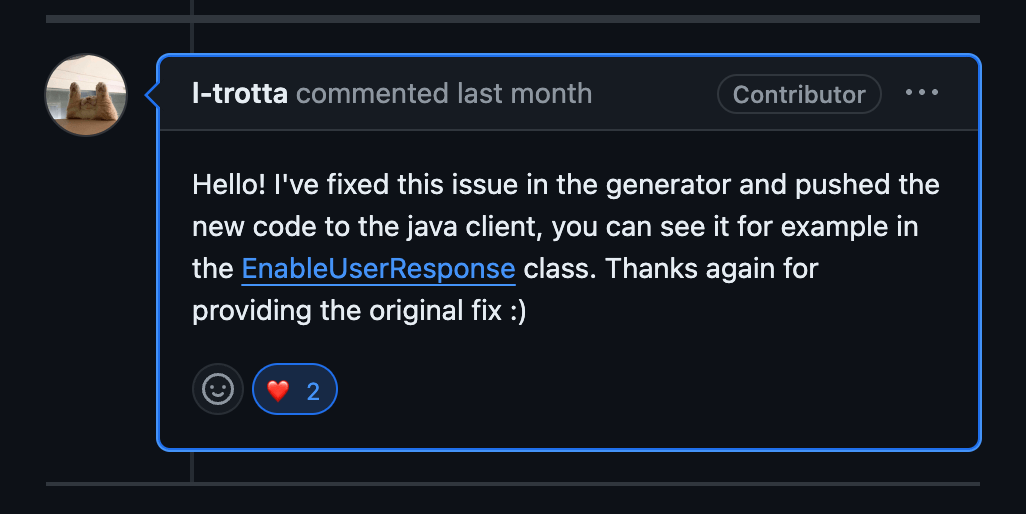 l-trotta commented last month
Contributor
Hello! I've fixed this issue in the generator and pushed the
new code to the java client, you can see it for example in
the EnableUserResponse class. Thanks again for
providing the original fix :)
2